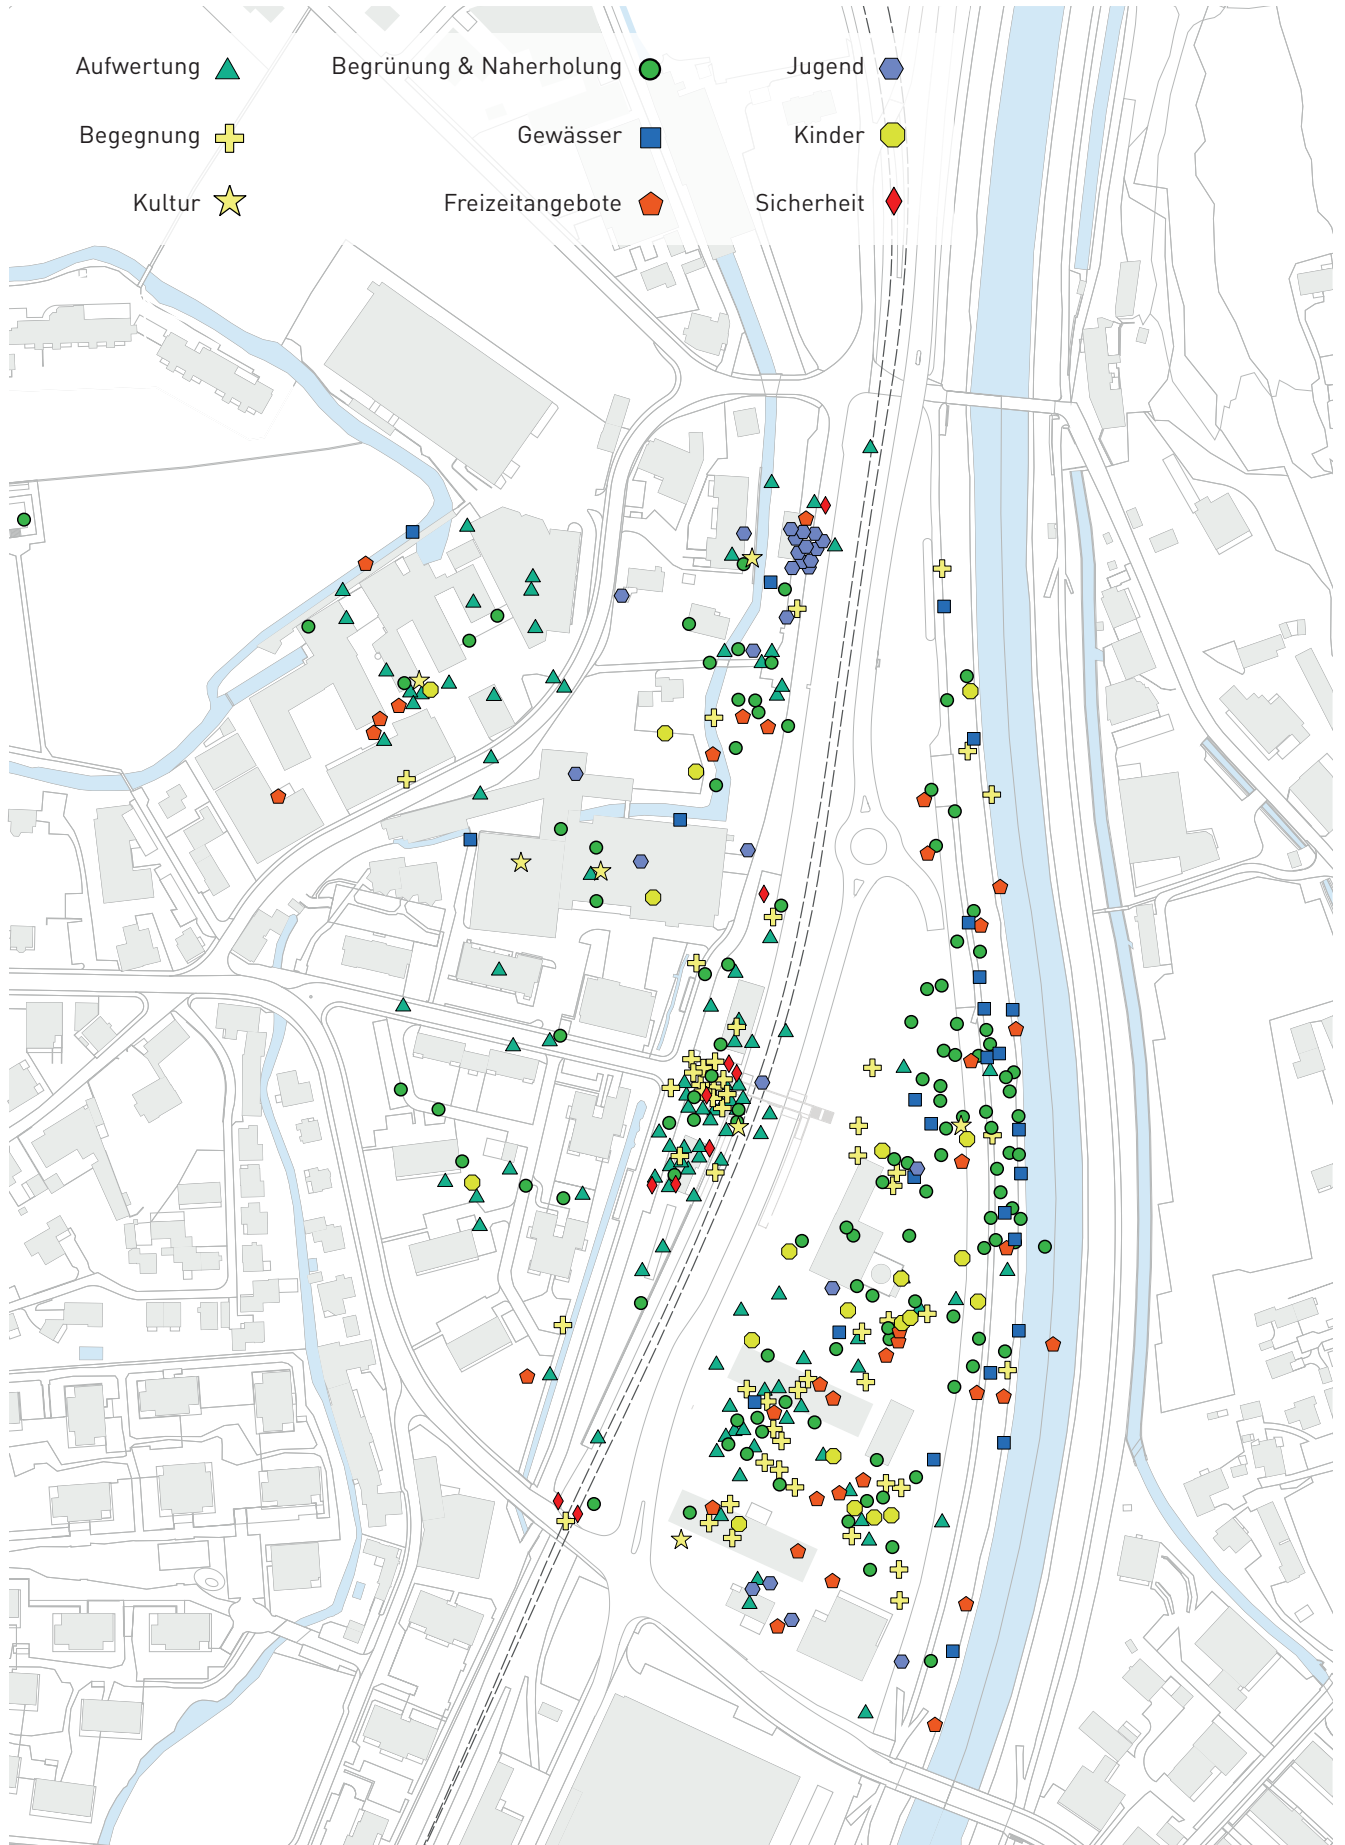 Aufwertung
Begrünung & Naherholung
Jugend
Begegnung
Gewässer
Kinder
Kultur
Freizeitangebote
Sicherheit